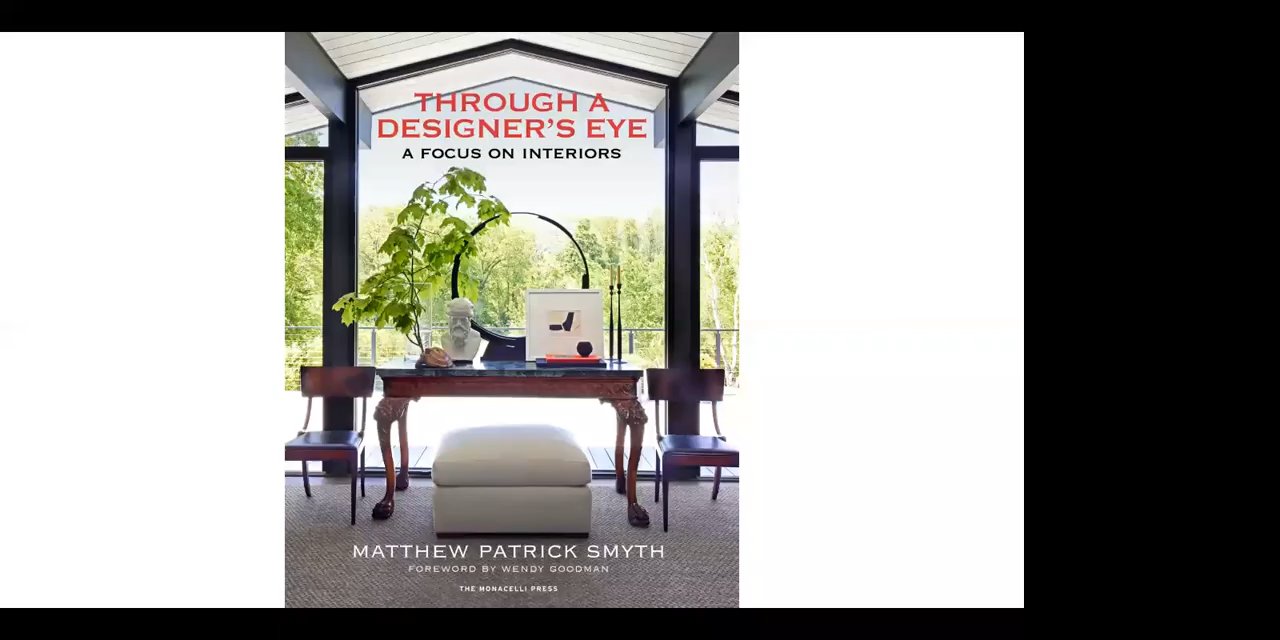 THROUGH A
DESIGNER'S EYE
A FOCUS ON INTERIORS
MATTHEW PATRICK SMYTH
FOREWORD BY WENDY GOODMAN
THE MONACELLI PRESS